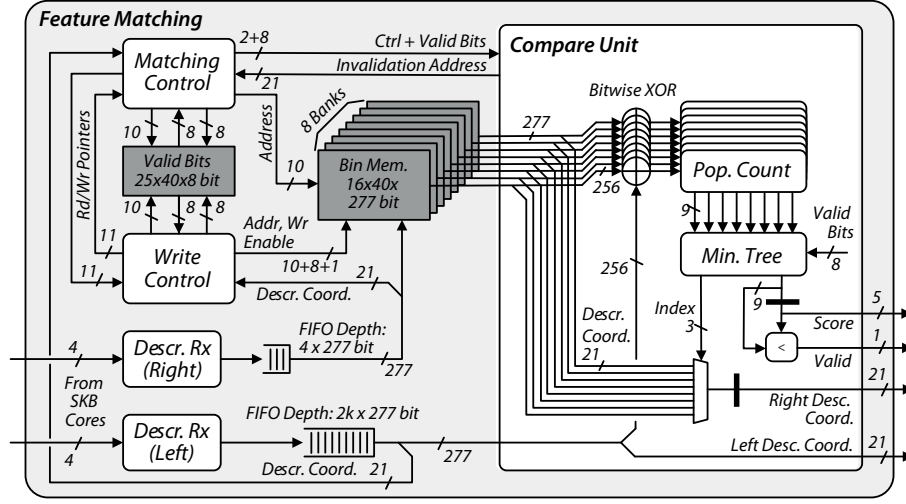 Feature Matching
2+8
Ctrl + Valid Bits
Invalidation Address
21
Matching
Control
Compare Unit
Bitwise XOR
8 Banks
Address
277
10
8
8
Rd/Wr Pointers
Valid Bits
25x40x8 bit
10
Bin Mem.
16x40x
277 bit
256
Pop. Count
10
8
8
Addr, Wr
Enable
9
Valid
Bits
8
11
11
Write
Control
10+8+1
21
Descr. Coord.
256
Min. Tree
9
Index
3
5
Score
Descr.
Coord.
21
<
1
Valid
4
Descr. Rx
(Right)
FIFO Depth:
4 x 277 bit
277
From
SKB
Cores
21
Right Desc.
Coord.
FIFO Depth: 2k x 277 bit
4
Descr. Rx
(Left)
Descr. Coord.
21
277
Left Desc. Coord.
21